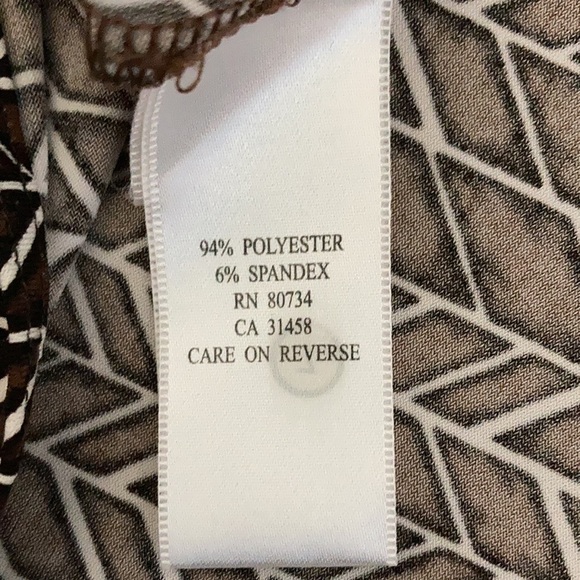 94% POLYESTER
6% SPANDEX
RN 80734
CA 31458
CARE ON REVERSE